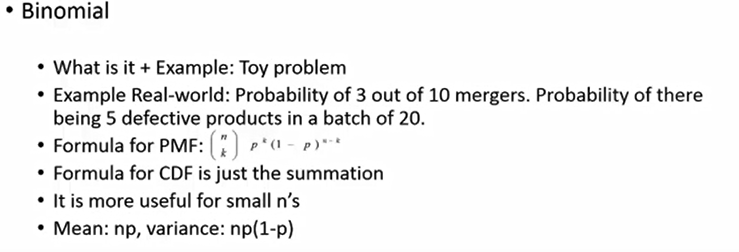 • Binomial
• What is it + Example: Toy problem
• Example Real-world: Probability of 3 out of 10 mergers. Probability of there
being 5 defective products in a batch of 20.
• Formula for PMF: (n k) p^k (1 - p)^{n-k}
• Formula for CDF is just the summation
• It is more useful for small n's
• Mean: np, variance: np(1-p)